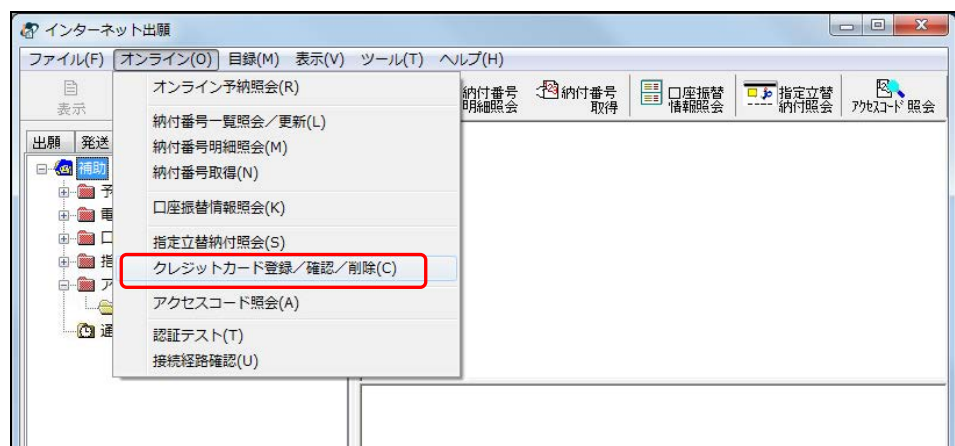 インターネット出願
ファイル(F) オンライン(O) 目録(M) 表示(V) ツール(T) ヘルプ(H)
表示
納付番号
明細照会
納付番号
取得
口座振替
情報照会
指定立替
納付照会
アクセスコード 照会
出願 発送
補助
予
電
口
指
ア
通
オンライン予納照会(R)
納付番号一覧照会／更新(L)
納付番号明細照会(M)
納付番号取得(N)
口座振替情報照会(K)
指定立替納付照会(S)
クレジットカード登録／確認／削除(C)
アクセスコード照会(A)
認証テスト(T)
接続経路確認(U)